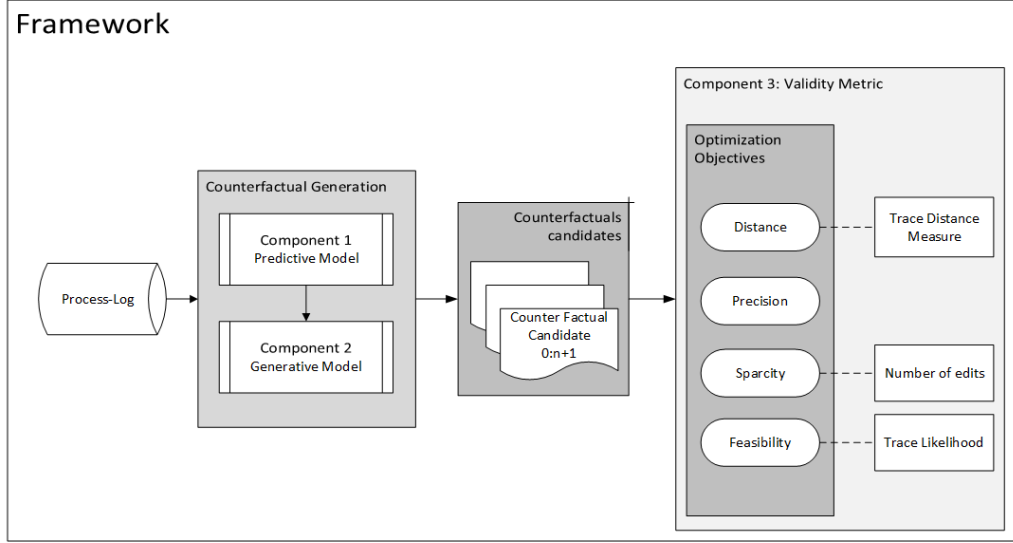 Framework
Component 3: Validity Metric
Optimization
Objectives
Counterfactual Generation
Component 1
Predictive Model
Component 2
Generative Model
Process-Log
Counterfactuals
candidates
Counter Factual
Candidate
0:n+1
Distance
Trace Distance
Measure
Precision
Sparcity
Number of edits
Feasibility
Trace Likelihood